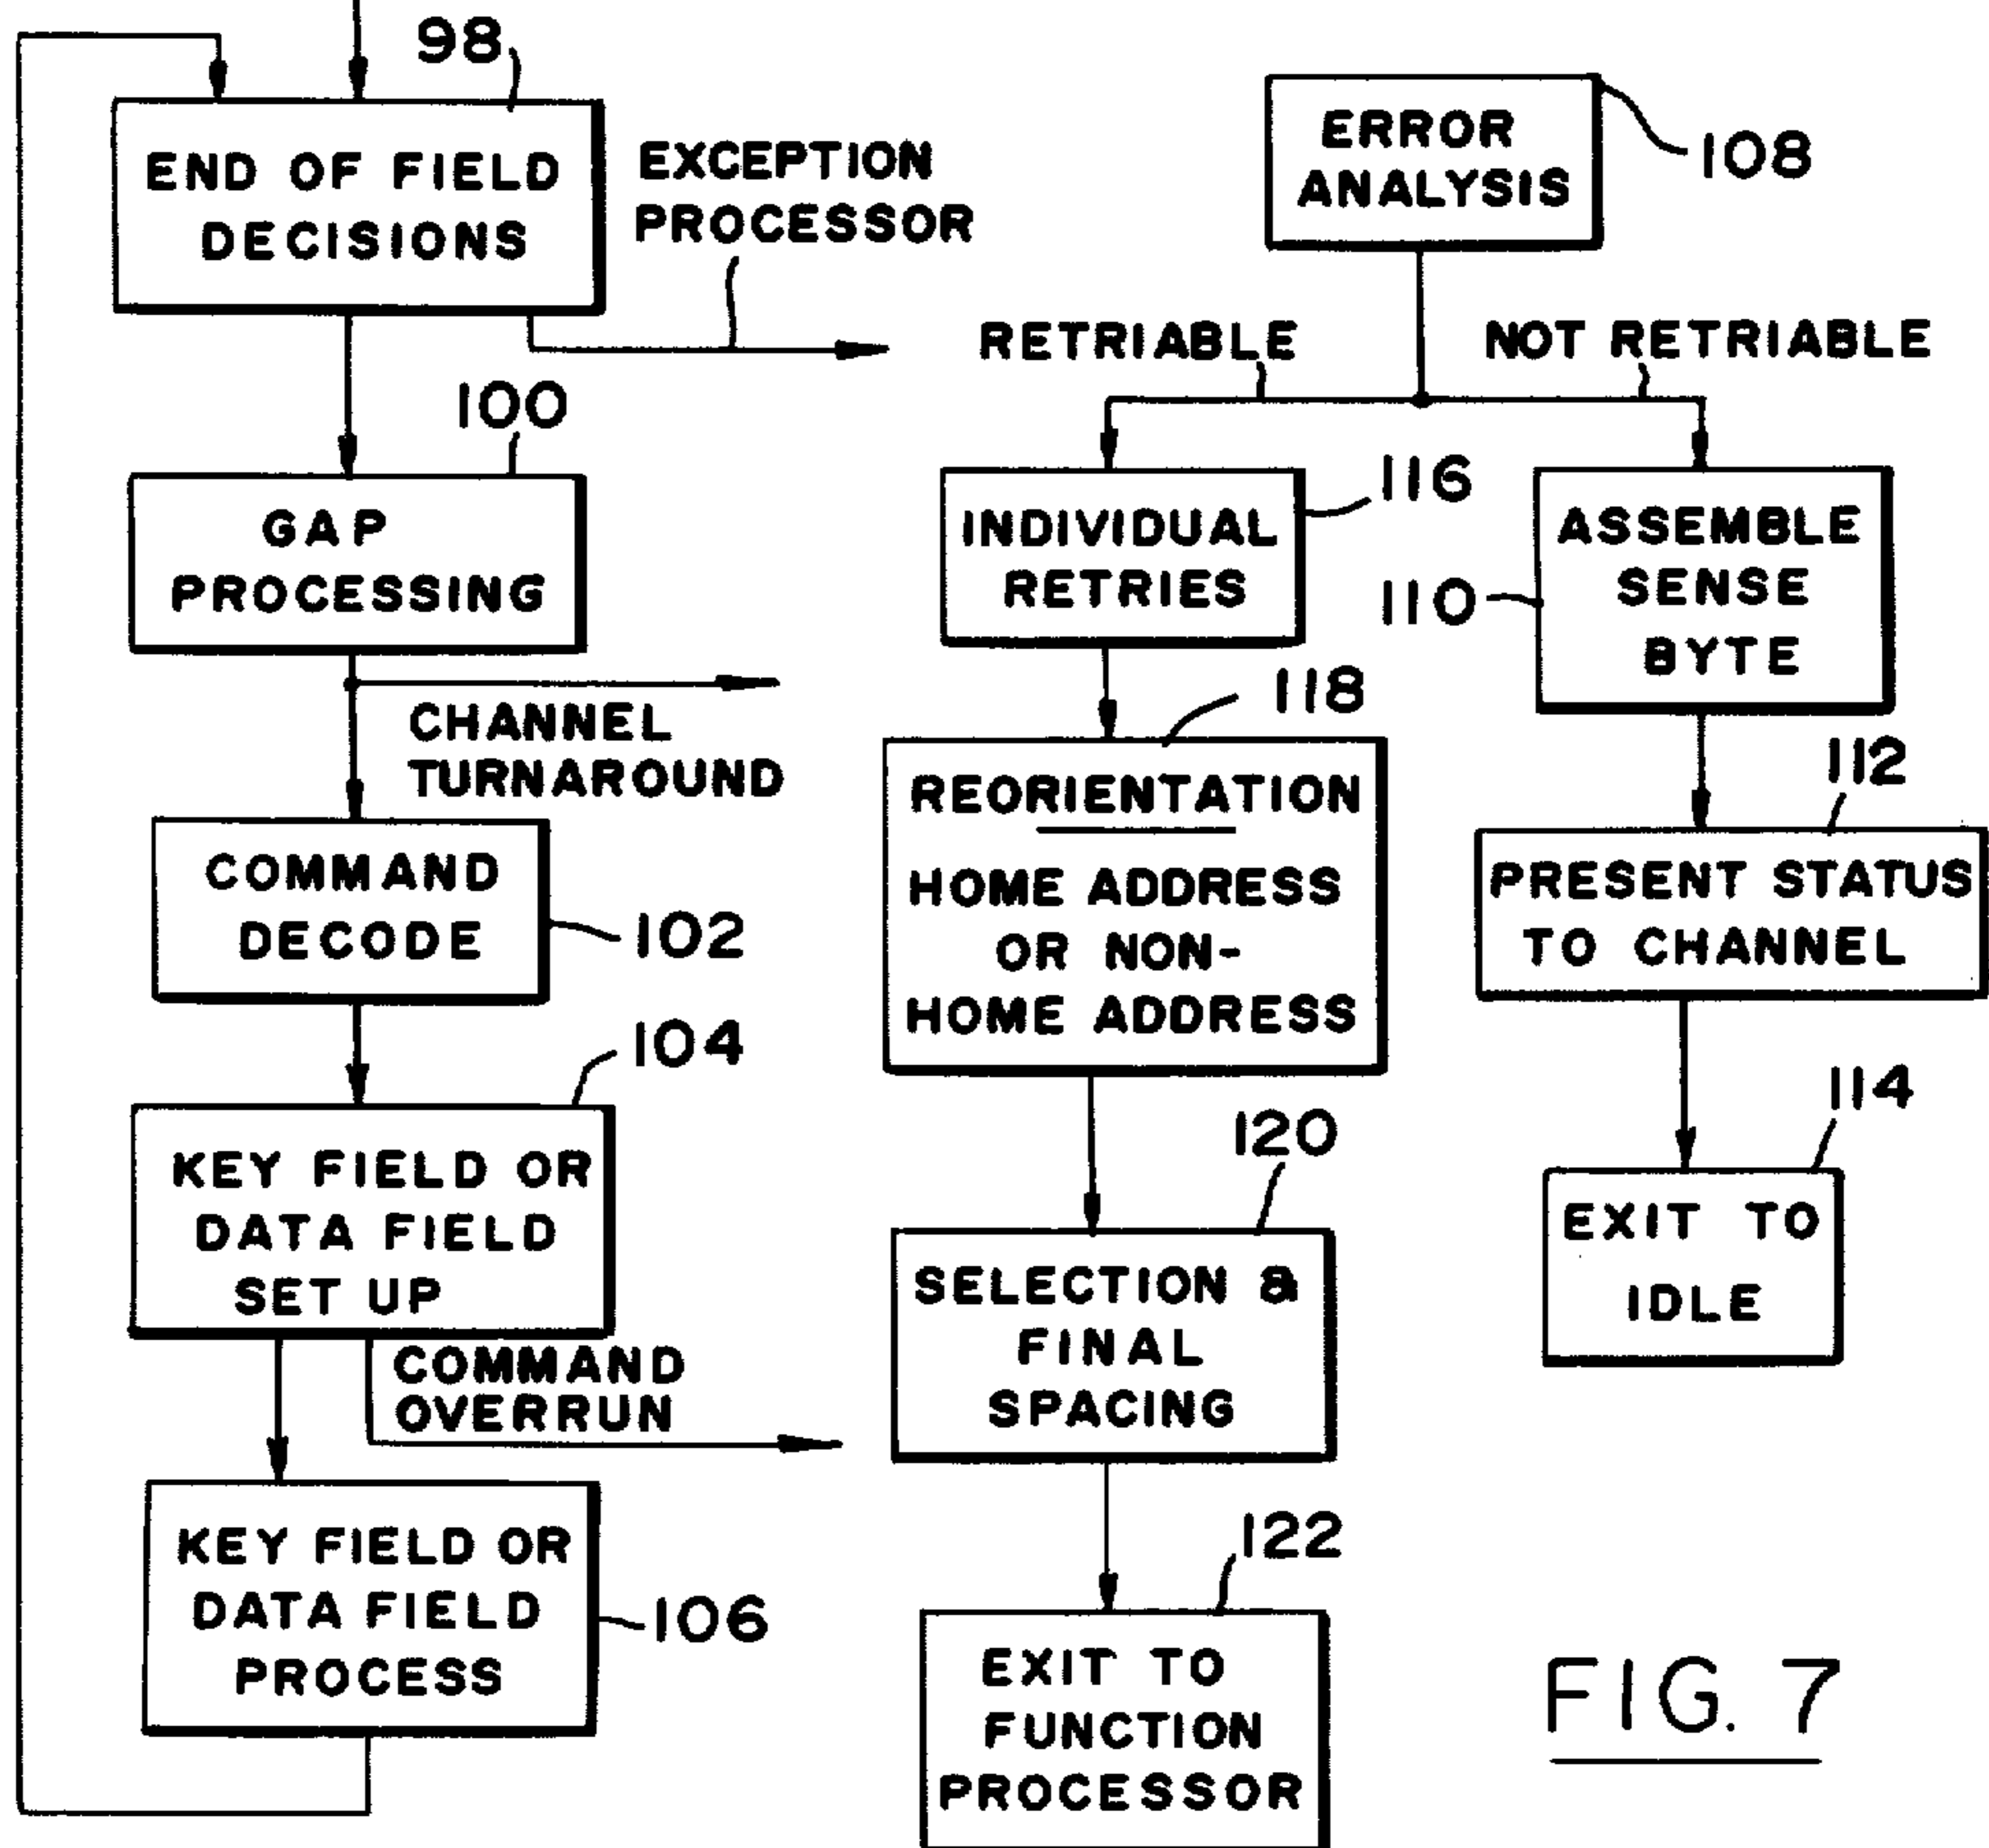 98
END OF FIELD
DECISIONS
EXCEPTION
PROCESSOR
100
GAP
PROCESSING
CHANNEL
TURNAROUND
COMMAND
DECODE
102
104
KEY FIELD OR
DATA FIELD
SET UP
COMMAND
OVERRUN
KEY FIELD OR
DATA FIELD
PROCESS
106
ERROR
ANALYSIS
108
RETRIABLE
NOT RETRIABLE
INDIVIDUAL
RETRIES
116
118
REORIENTATION
HOME ADDRESS
OR NON-
HOME ADDRESS
120
SELECTION &
FINAL
SPACING
122
EXIT TO
FUNCTION
PROCESSOR
110
ASSEMBLE
SENSE
BYTE
112
PRESENT STATUS
TO CHANNEL
114
EXIT TO
IDLE
FIG. 7